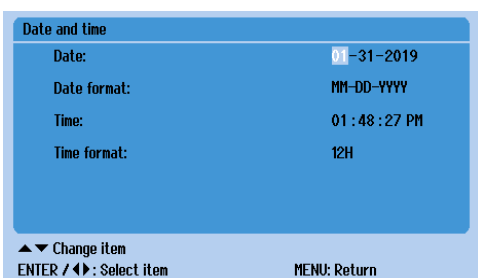 Date and time
Date: 01-31-2019
Date format: MM-DD-YYYY
Time: 01:48:27 PM
Time format: 12H
▲▼ Change item
ENTER / ◀▶: Select item MENU: Return